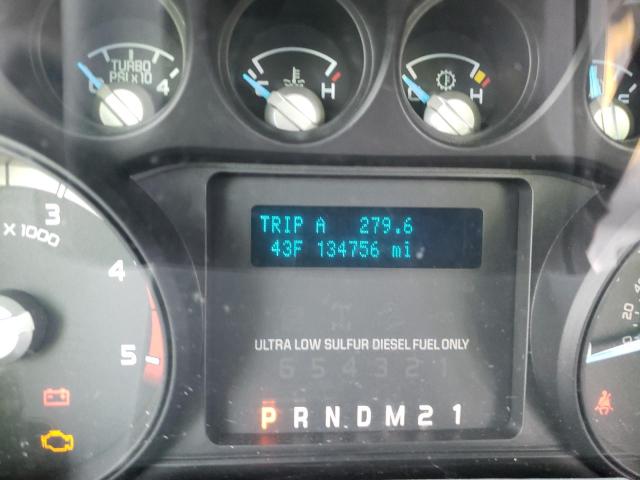 TURBO
PSI x 10
4
H
H
TRIP A 279.6
43F 134756 mi
3
X 1000
4
5
20
0
ULTRA LOW SULFUR DIESEL FUEL ONLY
6 5 4 3 2 1
P R N D M 2 1